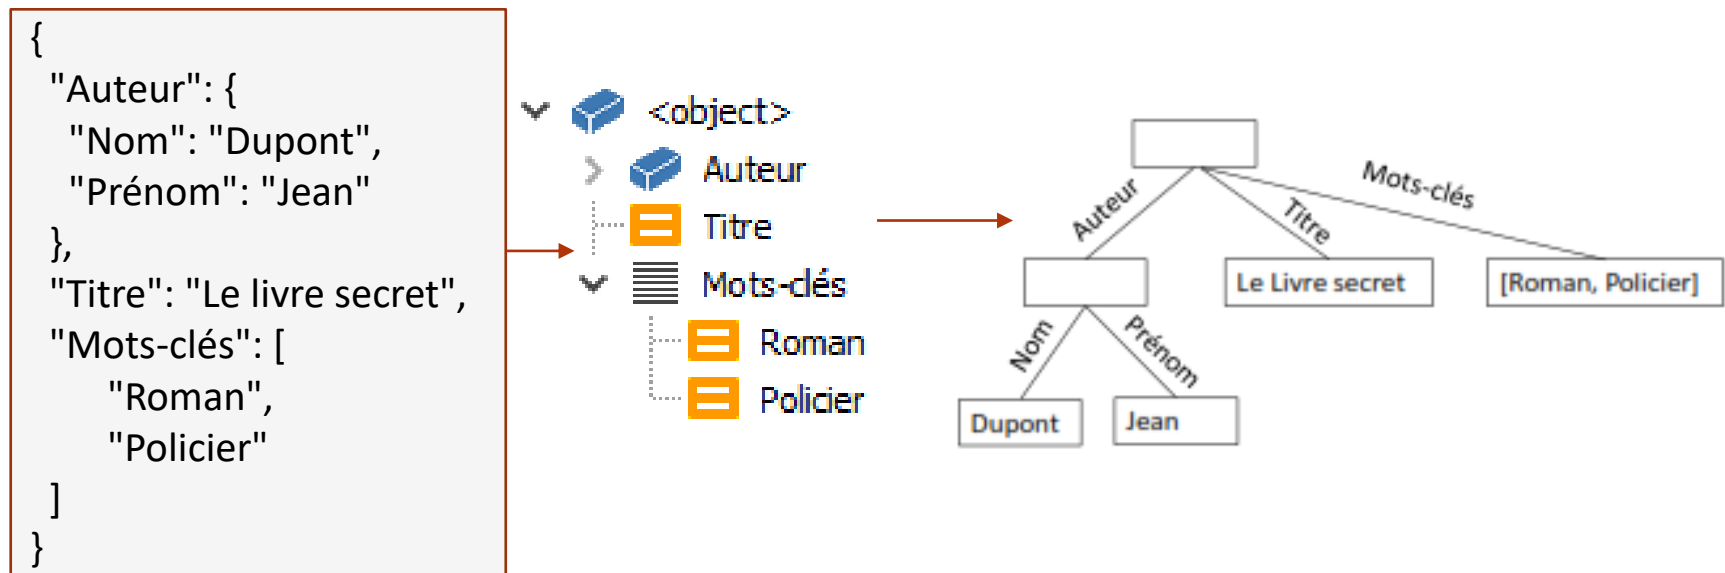 {
"Auteur": {
"Nom": "Dupont",
"Prénom": "Jean"
},
"Titre": "Le livre secret",
"Mots-clés": [
"Roman",
"Policier"
]
}
<object>
Auteur
Titre
Mots-clés
Roman
Policier
Auteur
Titre
Mots-clés
Le Livre secret
[Roman, Policier]
Nom
Prénom
Dupont
Jean